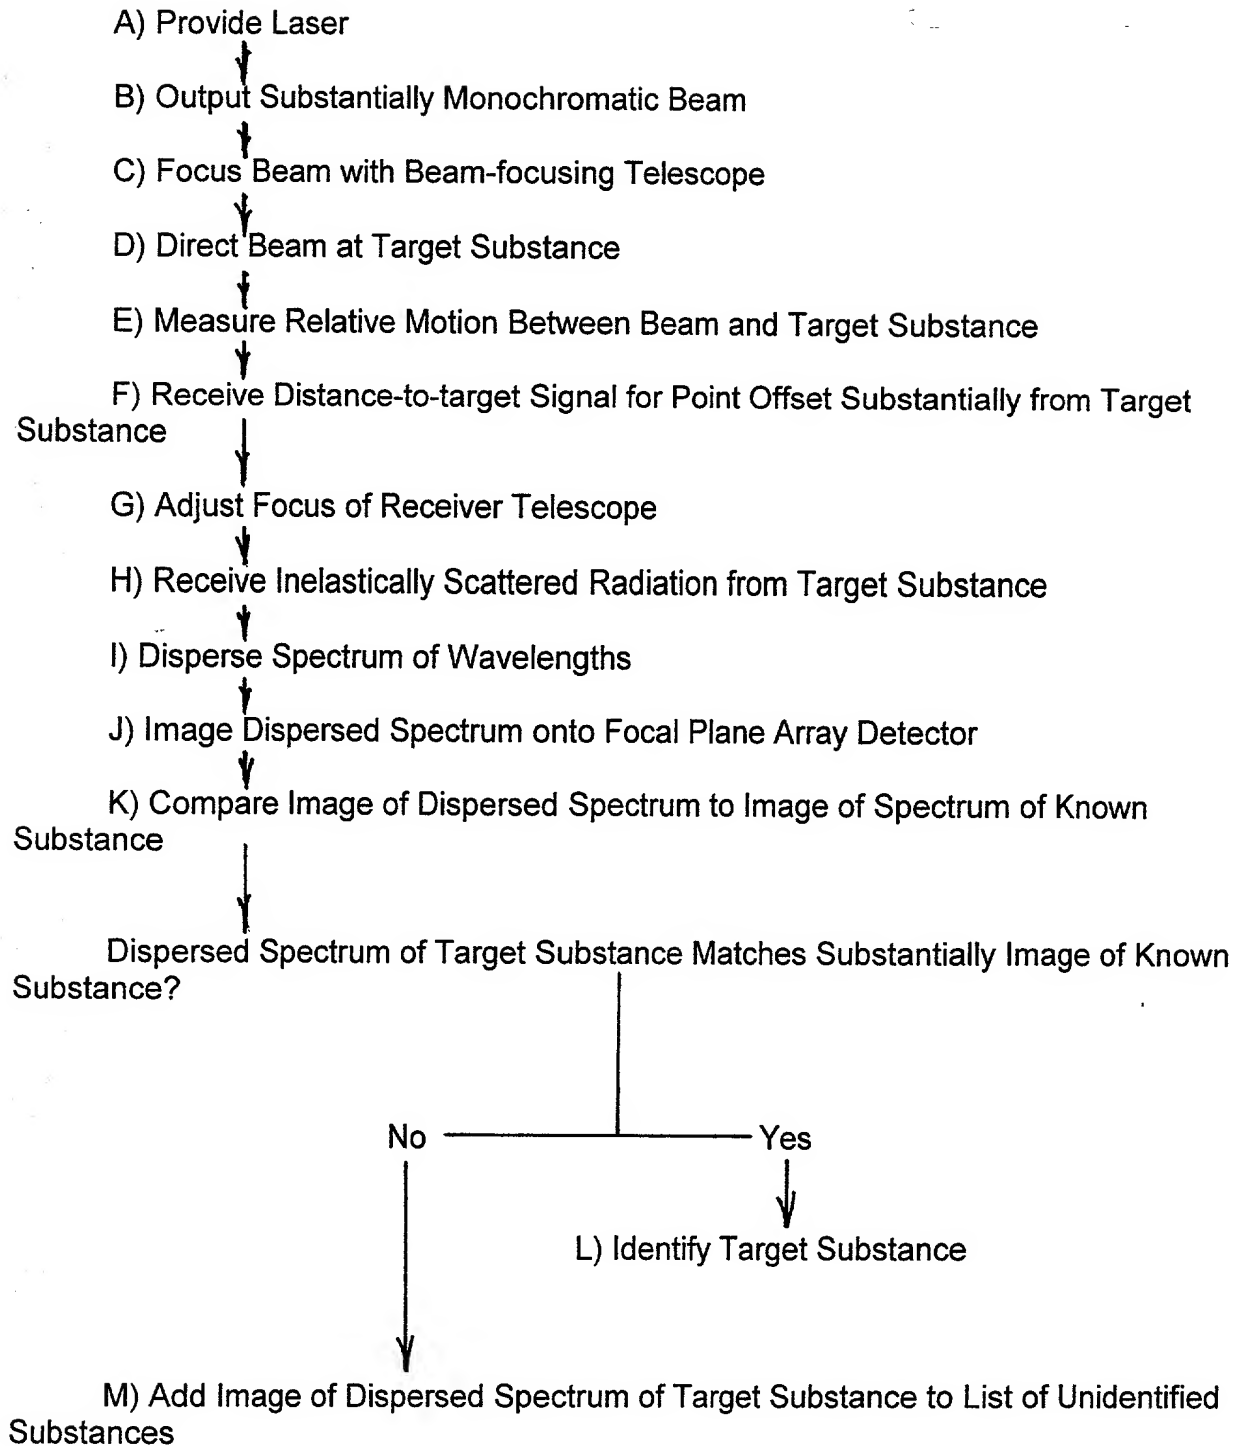 A) Provide Laser
B) Output Substantially Monochromatic Beam
C) Focus Beam with Beam-focusing Telescope
D) Direct Beam at Target Substance
E) Measure Relative Motion Between Beam and Target Substance
F) Receive Distance-to-target Signal for Point Offset Substantially from Target
Substance
G) Adjust Focus of Receiver Telescope
H) Receive Inelastically Scattered Radiation from Target Substance
I) Disperse Spectrum of Wavelengths
J) Image Dispersed Spectrum onto Focal Plane Array Detector
K) Compare Image of Dispersed Spectrum to Image of Spectrum of Known
Substance
Dispersed Spectrum of Target Substance Matches Substantially Image of Known
Substance?
No Yes
L) Identify Target Substance
M) Add Image of Dispersed Spectrum of Target Substance to List of Unidentified
Substances